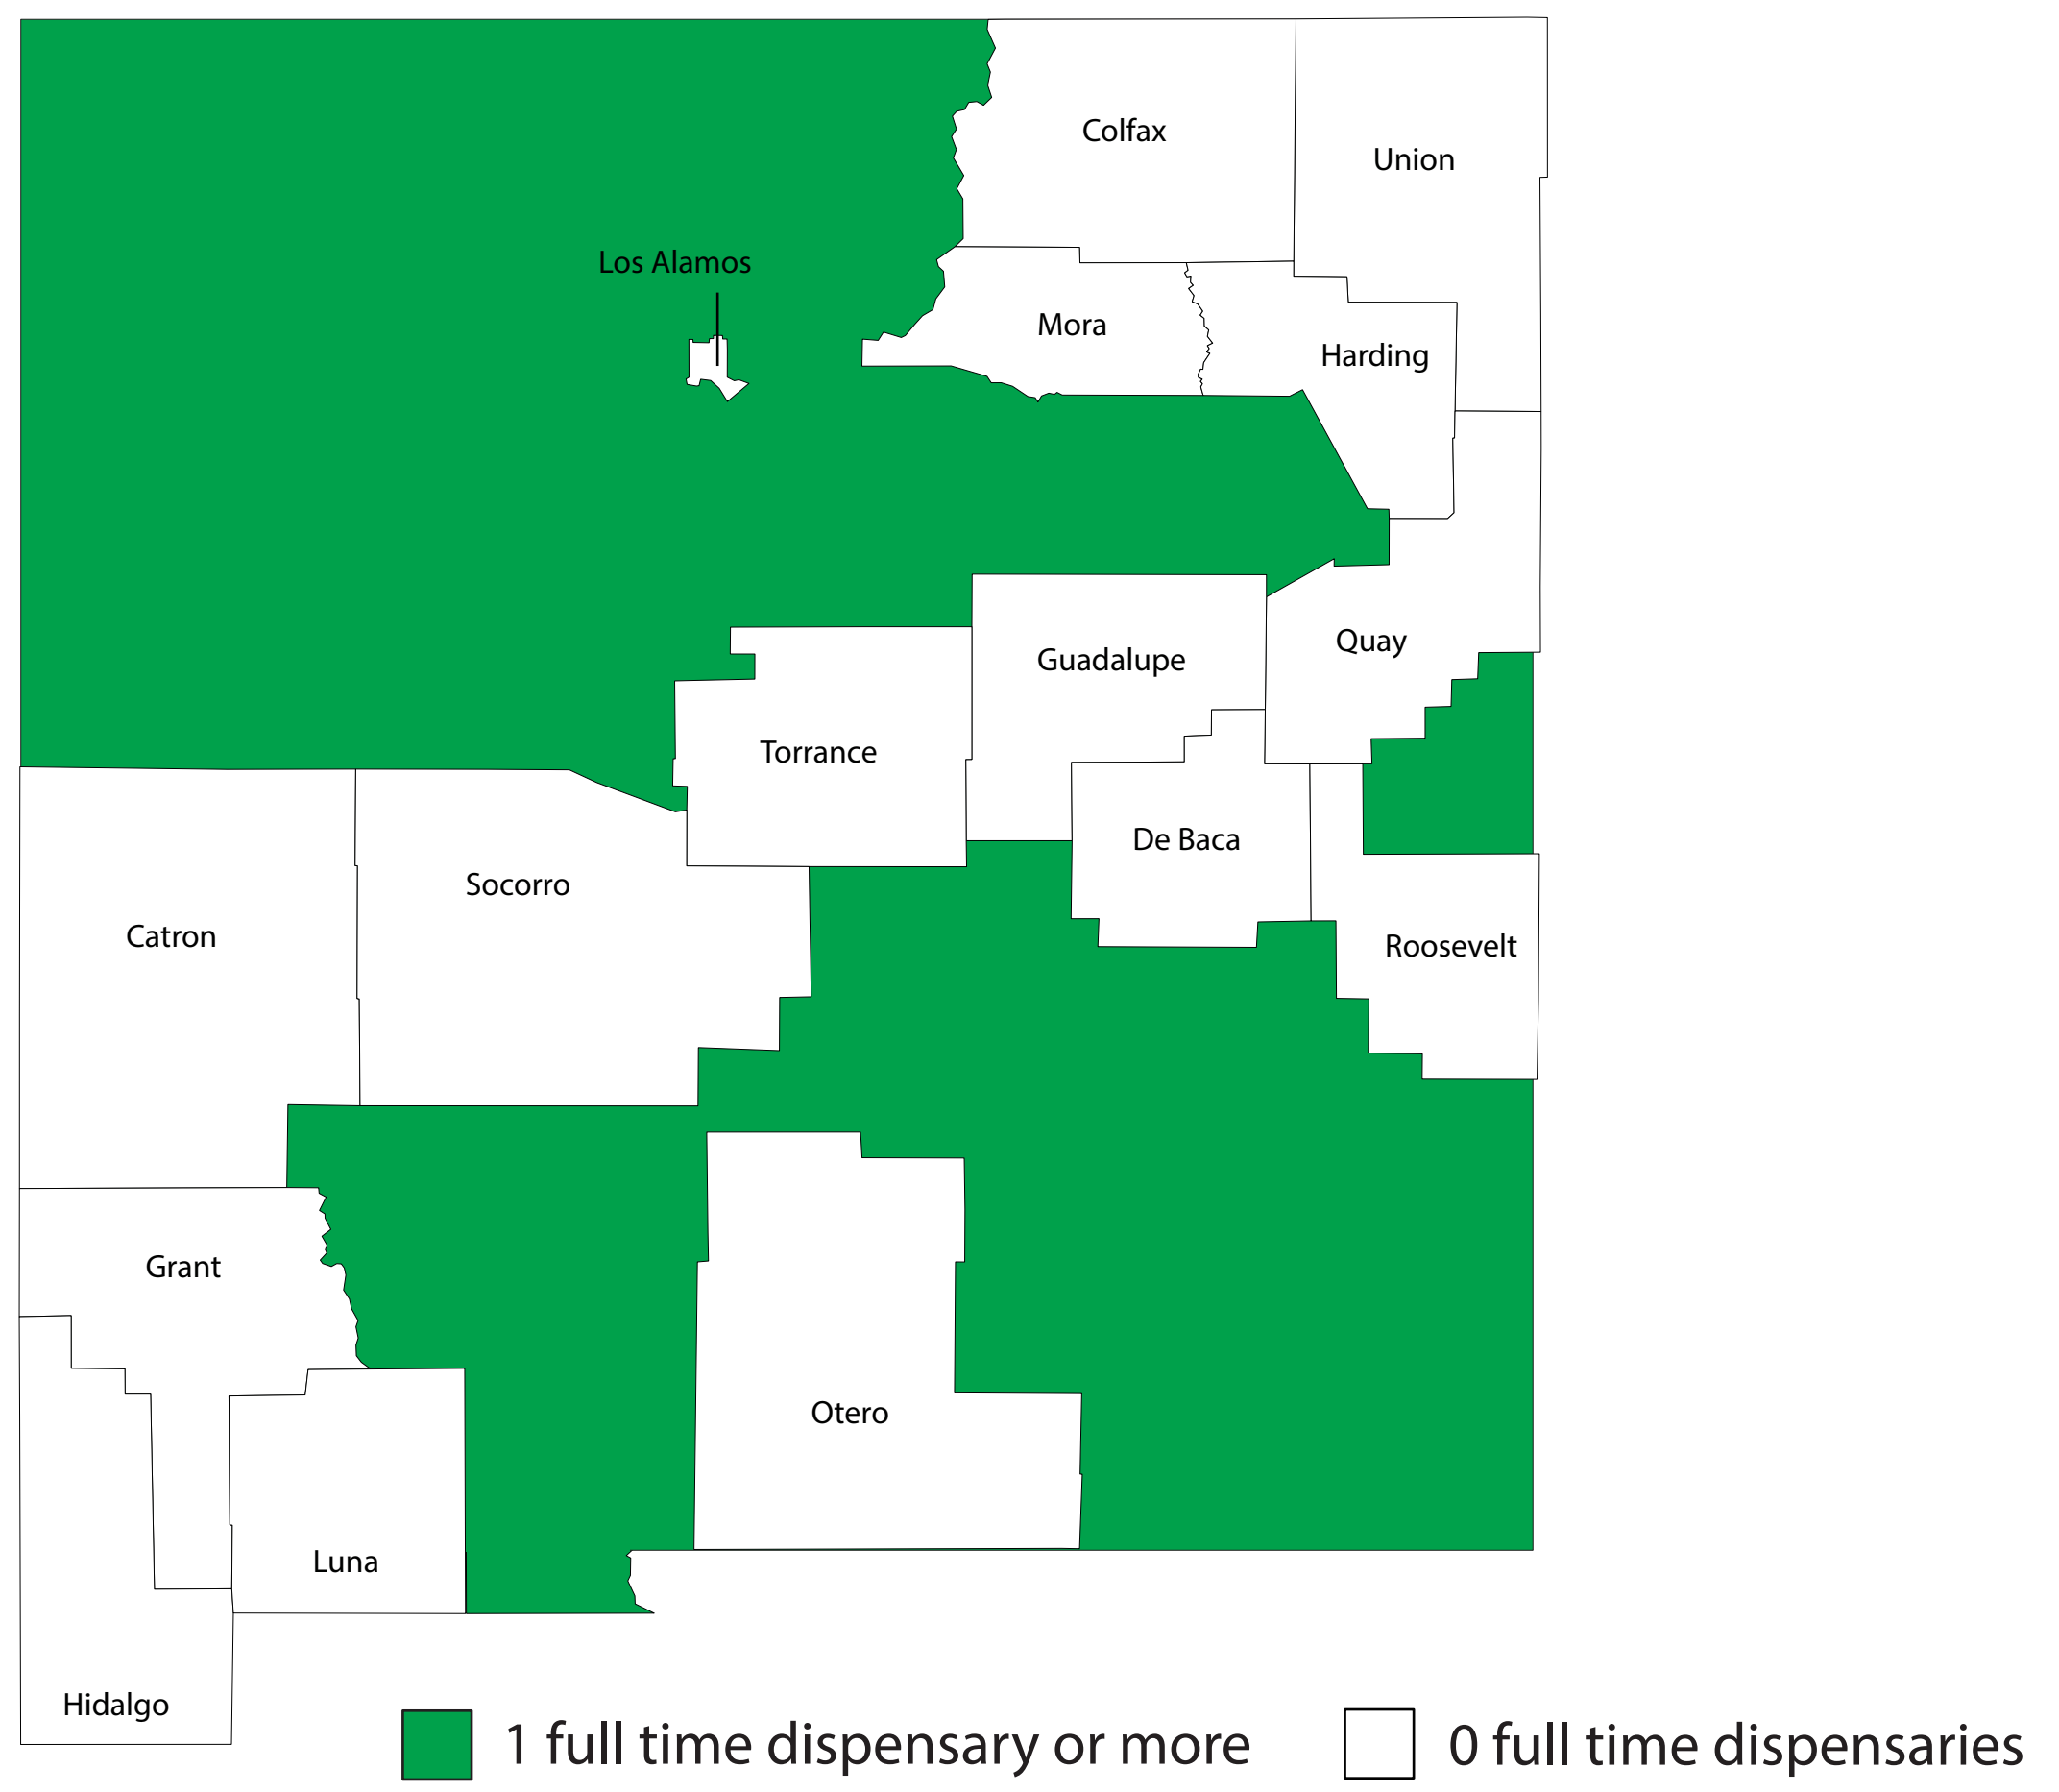 Colfax
Union
Los Alamos
Mora
Harding
Quay
Guadalupe
Torrance
De Baca
Socorro
Catron
Roosevelt
Grant
Otero
Luna
Hidalgo
1 full time dispensary or more
0 full time dispensaries